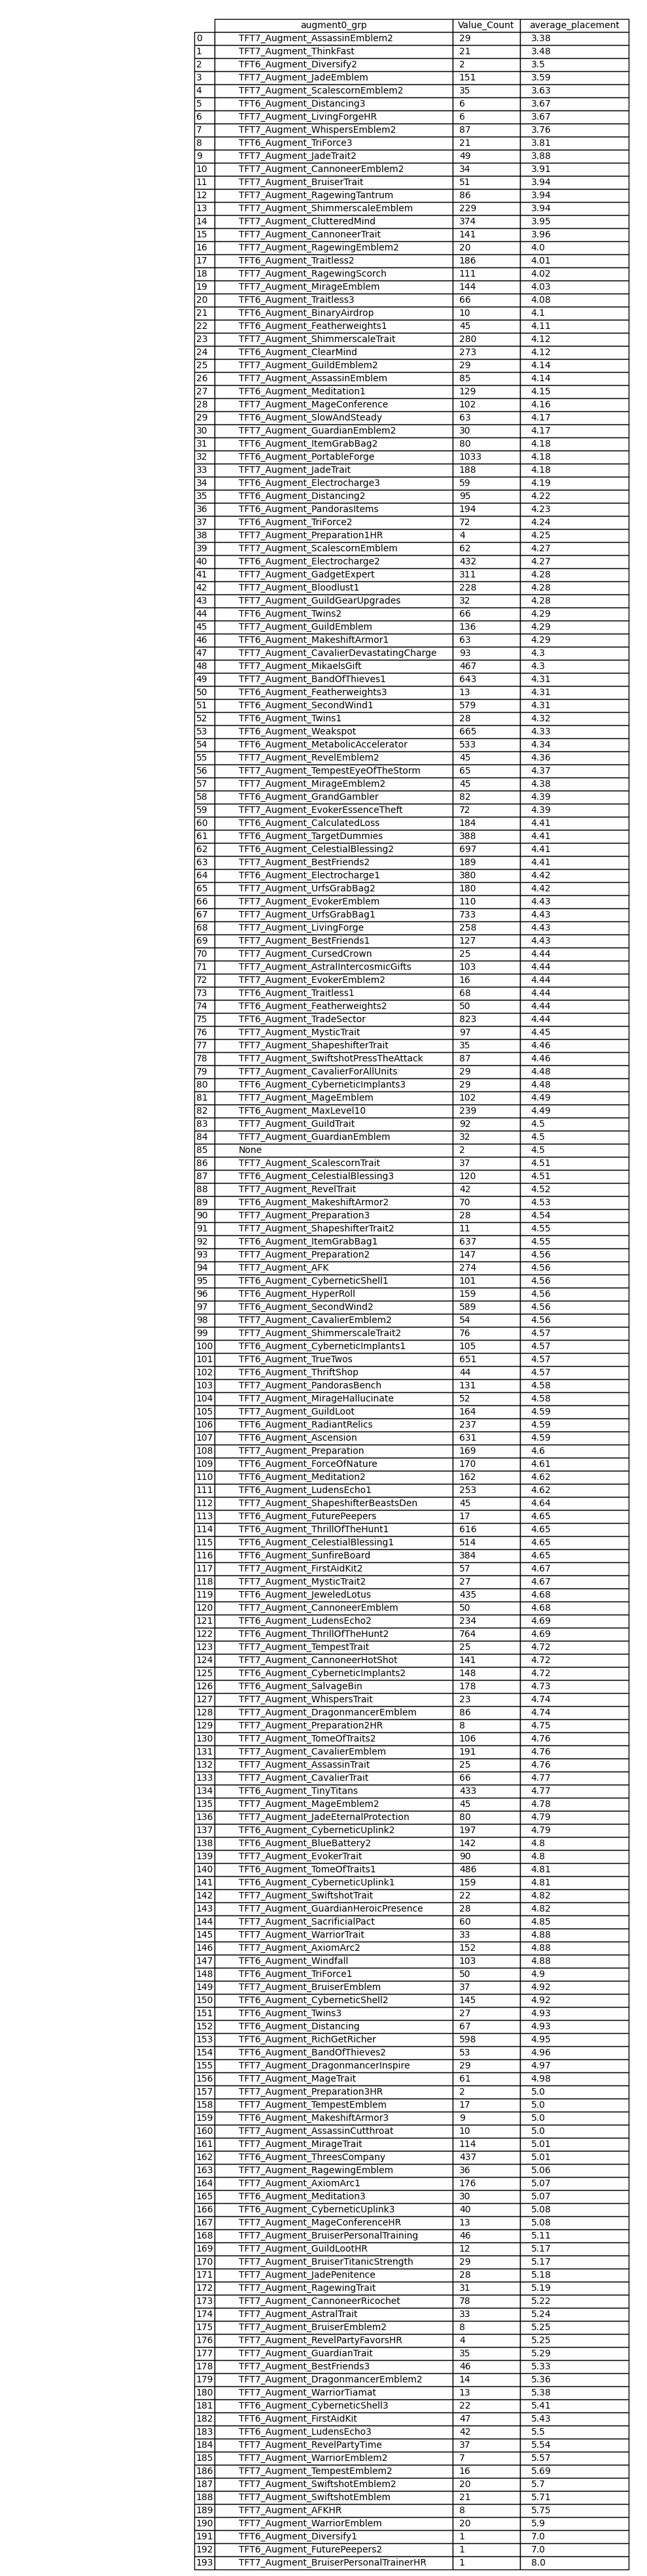 augment0_grp Value_Count average_placement
0 TFT7_Augment_AssassinEmblem2 29 3.38
1 TFT7_Augment_ThinkFast 21 3.48
2 TFT6_Augment_Diversify2 2 3.5
3 TFT7_Augment_JadeEmblem 151 3.59
4 TFT7_Augment_ScalescornEmblem2 35 3.63
5 TFT6_Augment_Distancing3 6 3.67
6 TFT7_Augment_LivingForgeHR 6 3.67
7 TFT7_Augment_WhispersEmblem2 87 3.76
8 TFT6_Augment_TriForce3 21 3.81
9 TFT7_Augment_JadeTrait2 49 3.88
10 TFT7_Augment_CannoneerEmblem2 34 3.91
11 TFT7_Augment_BruiserTrait 51 3.94
12 TFT7_Augment_RagewingTantrum 86 3.94
13 TFT7_Augment_ShimmerscaleEmblem 229 3.94
14 TFT7_Augment_ClutteredMind 374 3.95
15 TFT7_Augment_CannoneerTrait 141 3.96
16 TFT7_Augment_RagewingEmblem2 20 4.0
17 TFT6_Augment_Traitless2 186 4.01
18 TFT7_Augment_RagewingScorch 111 4.02
19 TFT7_Augment_MirageEmblem 144 4.03
20 TFT6_Augment_Traitless3 66 4.08
21 TFT6_Augment_BinaryAirdrop 10 4.1
22 TFT6_Augment_Featherweights1 45 4.11
23 TFT7_Augment_ShimmerscaleTrait 280 4.12
24 TFT6_Augment_ClearMind 273 4.12
25 TFT7_Augment_GuildEmblem2 29 4.14
26 TFT7_Augment_AssassinEmblem 85 4.14
27 TFT6_Augment_Meditation1 129 4.15
28 TFT7_Augment_MageConference 102 4.16
29 TFT6_Augment_SlowAndSteady 63 4.17
30 TFT7_Augment_GuardianEmblem2 30 4.17
31 TFT6_Augment_ItemGrabBag2 80 4.18
32 TFT6_Augment_PortableForge 1033 4.18
33 TFT7_Augment_JadeTrait 188 4.18
34 TFT6_Augment_Electrocharge3 59 4.19
35 TFT6_Augment_Distancing2 95 4.22
36 TFT6_Augment_PandorasItems 194 4.23
37 TFT6_Augment_TriForce2 72 4.24
38 TFT7_Augment_Preparation1HR 4 4.25
39 TFT7_Augment_ScalescornEmblem 62 4.27
40 TFT6_Augment_Electrocharge2 432 4.27
41 TFT7_Augment_GadgetExpert 311 4.28
42 TFT7_Augment_Bloodlust1 228 4.28
43 TFT7_Augment_GuildGearUpgrades 32 4.28
44 TFT6_Augment_Twins2 66 4.29
45 TFT7_Augment_GuildEmblem 136 4.29
46 TFT6_Augment_MakeshiftArmor1 63 4.29
47 TFT7_Augment_CavalierDevastatingCharge 93 4.3
48 TFT7_Augment_MikaelsGift 467 4.3
49 TFT7_Augment_BandOfThieves1 643 4.31
50 TFT6_Augment_Featherweights3 13 4.31
51 TFT6_Augment_SecondWind1 579 4.31
52 TFT6_Augment_Twins1 28 4.32
53 TFT6_Augment_Weakspot 665 4.33
54 TFT6_Augment_MetabolicAccelerator 533 4.34
55 TFT7_Augment_RevelEmblem2 45 4.36
56 TFT7_Augment_TempestEyeOfTheStorm 65 4.37
57 TFT7_Augment_MirageEmblem2 45 4.38
58 TFT6_Augment_GrandGambler 82 4.39
59 TFT7_Augment_EvokerEssenceTheft 72 4.39
60 TFT6_Augment_CalculatedLoss 184 4.41
61 TFT6_Augment_TargetDummies 388 4.41
62 TFT6_Augment_CelestialBlessing2 697 4.41
63 TFT7_Augment_BestFriends2 189 4.41
64 TFT6_Augment_Electrocharge1 380 4.42
65 TFT7_Augment_UrfsGrabBag2 180 4.42
66 TFT7_Augment_EvokerEmblem 110 4.43
67 TFT7_Augment_UrfsGrabBag1 733 4.43
68 TFT7_Augment_LivingForge 258 4.43
69 TFT7_Augment_BestFriends1 127 4.43
70 TFT7_Augment_CursedCrown 25 4.44
71 TFT7_Augment_AstralIntercosmicGifts 103 4.44
72 TFT7_Augment_EvokerEmblem2 16 4.44
73 TFT6_Augment_Traitless1 68 4.44
74 TFT6_Augment_Featherweights2 50 4.44
75 TFT6_Augment_TradeSector 823 4.44
76 TFT7_Augment_MysticTrait 97 4.45
77 TFT7_Augment_ShapeshifterTrait 35 4.46
78 TFT7_Augment_SwiftshotPressTheAttack 87 4.46
79 TFT7_Augment_CavalierForAllUnits 29 4.48
80 TFT6_Augment_CyberneticImplants3 29 4.48
81 TFT7_Augment_MageEmblem 102 4.49
82 TFT6_Augment_MaxLevel10 239 4.49
83 TFT7_Augment_GuildTrait 92 4.5
84 TFT7_Augment_GuardianEmblem 32 4.5
85 None 2 4.5
86 TFT7_Augment_ScalescornTrait 37 4.51
87 TFT6_Augment_CelestialBlessing3 120 4.51
88 TFT7_Augment_RevelTrait 42 4.52
89 TFT6_Augment_MakeshiftArmor2 70 4.53
90 TFT7_Augment_Preparation3 28 4.54
91 TFT7_Augment_ShapeshifterTrait2 11 4.55
92 TFT6_Augment_ItemGrabBag1 637 4.55
93 TFT7_Augment_Preparation2 147 4.56
94 TFT7_Augment_AFK 274 4.56
95 TFT6_Augment_CyberneticShell1 101 4.56
96 TFT6_Augment_HyperRoll 159 4.56
97 TFT6_Augment_SecondWind2 589 4.56
98 TFT7_Augment_CavalierEmblem2 54 4.56
99 TFT7_Augment_ShimmerscaleTrait2 76 4.57
100 TFT6_Augment_CyberneticImplants1 105 4.57
101 TFT6_Augment_TrueTwos 651 4.57
102 TFT6_Augment_ThriftShop 44 4.57
103 TFT7_Augment_PandorasBench 131 4.58
104 TFT7_Augment_MirageHallucinate 52 4.58
105 TFT7_Augment_GuildLoot 164 4.59
106 TFT6_Augment_RadiantRelics 237 4.59
107 TFT6_Augment_Ascension 631 4.59
108 TFT7_Augment_Preparation 169 4.6
109 TFT6_Augment_ForceOfNature 170 4.61
110 TFT6_Augment_Meditation2 162 4.62
111 TFT6_Augment_LudensEcho1 253 4.62
112 TFT7_Augment_ShapeshifterBeastsDen 45 4.64
113 TFT6_Augment_FuturePeepers 17 4.65
114 TFT6_Augment_ThrillOfTheHunt1 616 4.65
115 TFT6_Augment_CelestialBlessing1 514 4.65
116 TFT6_Augment_SunfireBoard 384 4.65
117 TFT7_Augment_FirstAidKit2 57 4.67
118 TFT7_Augment_MysticTrait2 27 4.67
119 TFT6_Augment_JeweledLotus 435 4.68
120 TFT7_Augment_CannoneerEmblem 50 4.68
121 TFT6_Augment_LudensEcho2 234 4.69
122 TFT6_Augment_ThrillOfTheHunt2 764 4.69
123 TFT7_Augment_TempestTrait 25 4.72
124 TFT7_Augment_CannoneerHotShot 141 4.72
125 TFT6_Augment_CyberneticImplants2 148 4.72
126 TFT6_Augment_SalvageBin 178 4.73
127 TFT7_Augment_WhispersTrait 23 4.74
128 TFT7_Augment_DragonmancerEmblem 86 4.74
129 TFT7_Augment_Preparation2HR 8 4.75
130 TFT6_Augment_TomeOfTraits2 106 4.76
131 TFT7_Augment_CavalierEmblem 191 4.76
132 TFT7_Augment_AssassinTrait 25 4.76
133 TFT7_Augment_CavalierTrait 66 4.77
134 TFT6_Augment_TinyTitans 433 4.77
135 TFT7_Augment_MageEmblem2 45 4.78
136 TFT7_Augment_JadeEternalProtection 80 4.79
137 TFT6_Augment_CyberneticUplink2 197 4.79
138 TFT6_Augment_BlueBattery2 142 4.8
139 TFT7_Augment_EvokerTrait 90 4.8
140 TFT6_Augment_TomeOfTraits1 486 4.81
141 TFT6_Augment_CyberneticUplink1 159 4.81
142 TFT7_Augment_SwiftshotTrait 22 4.82
143 TFT7_Augment_GuardianHeroicPresence 28 4.82
144 TFT7_Augment_SacrificialPact 60 4.85
145 TFT7_Augment_WarriorTrait 33 4.88
146 TFT7_Augment_AxiomArc2 152 4.88
147 TFT6_Augment_Windfall 103 4.88
148 TFT6_Augment_TriForce1 50 4.9
149 TFT7_Augment_BruiserEmblem 37 4.92
150 TFT6_Augment_CyberneticShell2 145 4.92
151 TFT6_Augment_Twins3 27 4.93
152 TFT6_Augment_Distancing 67 4.93
153 TFT6_Augment_RichGetRicher 598 4.95
154 TFT7_Augment_BandOfThieves2 53 4.96
155 TFT7_Augment_DragonmancerInspire 29 4.97
156 TFT7_Augment_MageTrait 61 4.98
157 TFT7_Augment_Preparation3HR 2 5.0
158 TFT7_Augment_TempestEmblem 17 5.0
159 TFT6_Augment_MakeshiftArmor3 9 5.0
160 TFT7_Augment_AssassinCutthroat 10 5.0
161 TFT7_Augment_MirageTrait 114 5.01
162 TFT6_Augment_ThreesCompany 437 5.01
163 TFT7_Augment_RagewingEmblem 36 5.06
164 TFT7_Augment_AxiomArc1 176 5.07
165 TFT6_Augment_Meditation3 30 5.07
166 TFT6_Augment_CyberneticUplink3 40 5.08
167 TFT7_Augment_MageConferenceHR 13 5.08
168 TFT7_Augment_BruiserPersonalTraining 46 5.11
169 TFT7_Augment_GuildLootHR 12 5.17
170 TFT7_Augment_BruiserTitanicStrength 29 5.17
171 TFT7_Augment_JadePenitence 28 5.18
172 TFT7_Augment_RagewingTrait 31 5.19
173 TFT7_Augment_CannoneerRicochet 78 5.22
174 TFT7_Augment_AstralTrait 33 5.24
175 TFT7_Augment_BruiserEmblem2 8 5.25
176 TFT7_Augment_RevelPartyFavorsHR 4 5.25
177 TFT7_Augment_GuardianTrait 35 5.29
178 TFT7_Augment_BestFriends3 46 5.33
179 TFT7_Augment_DragonmancerEmblem2 14 5.36
180 TFT7_Augment_WarriorTiamat 13 5.38
181 TFT6_Augment_CyberneticShell3 22 5.41
182 TFT6_Augment_FirstAidKit 47 5.43
183 TFT6_Augment_LudensEcho3 42 5.5
184 TFT7_Augment_RevelPartyTime 37 5.54
185 TFT7_Augment_WarriorEmblem2 7 5.57
186 TFT7_Augment_TempestEmblem2 16 5.69
187 TFT7_Augment_SwiftshotEmblem2 20 5.7
188 TFT7_Augment_SwiftshotEmblem 21 5.71
189 TFT7_Augment_AFKHR 8 5.75
190 TFT7_Augment_WarriorEmblem 20 5.9
191 TFT6_Augment_Diversify1 1 7.0
192 TFT6_Augment_FuturePeepers2 1 7.0
193 TFT7_Augment_BruiserPersonalTrainerHR 1 8.0